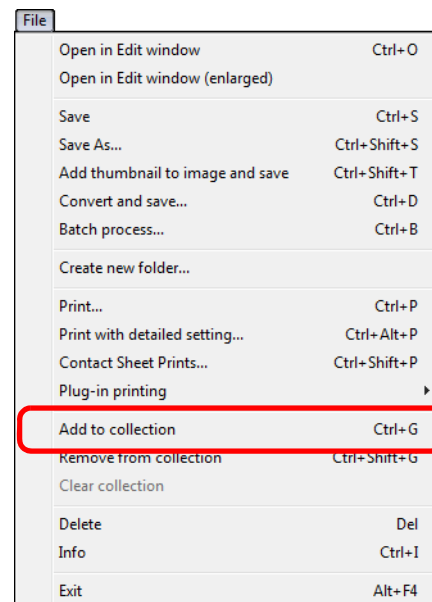 File
Open in Edit window Ctrl+O
Open in Edit window (enlarged)
Save Ctrl+S
Save As... Ctrl+Shift+S
Add thumbnail to image and save Ctrl+Shift+T
Convert and save... Ctrl+D
Batch process... Ctrl+B
Create new folder...
Print... Ctrl+P
Print with detailed setting... Ctrl+Alt+P
Contact Sheet Prints... Ctrl+Shift+P
Plug-in printing
Add to collection Ctrl+G
Remove from collection Ctrl+Shift+G
Clear collection
Delete Del
Info Ctrl+I
Exit Alt+F4